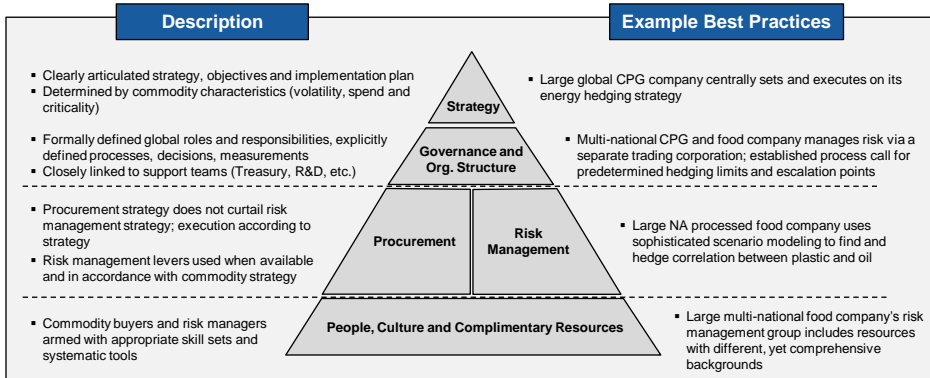 Description
Example Best Practices
▪ Clearly articulated strategy, objectives and implementation plan
▪ Determined by commodity characteristics (volatility, spend and
criticality)
Strategy
▪ Large global CPG company centrally sets and executes on its
energy hedging strategy
▪ Formally defined global roles and responsibilities, explicitly
defined processes, decisions, measurements
▪ Closely linked to support teams (Treasury, R&D, etc.)
Governance and
Org. Structure
▪ Multi-national CPG and food company manages risk via a
separate trading corporation; established process call for
predetermined hedging limits and escalation points
▪ Procurement strategy does not curtail risk
management strategy; execution according to
strategy
▪ Risk management levers used when available
and in accordance with commodity strategy
Procurement
Risk
Management
▪ Large NA processed food company uses
sophisticated scenario modeling to find and
hedge correlation between plastic and oil
▪ Commodity buyers and risk managers
armed with appropriate skill sets and
systematic tools
People, Culture and Complimentary Resources
▪ Large multi-national food company's risk
management group includes resources
with different, yet comprehensive
backgrounds